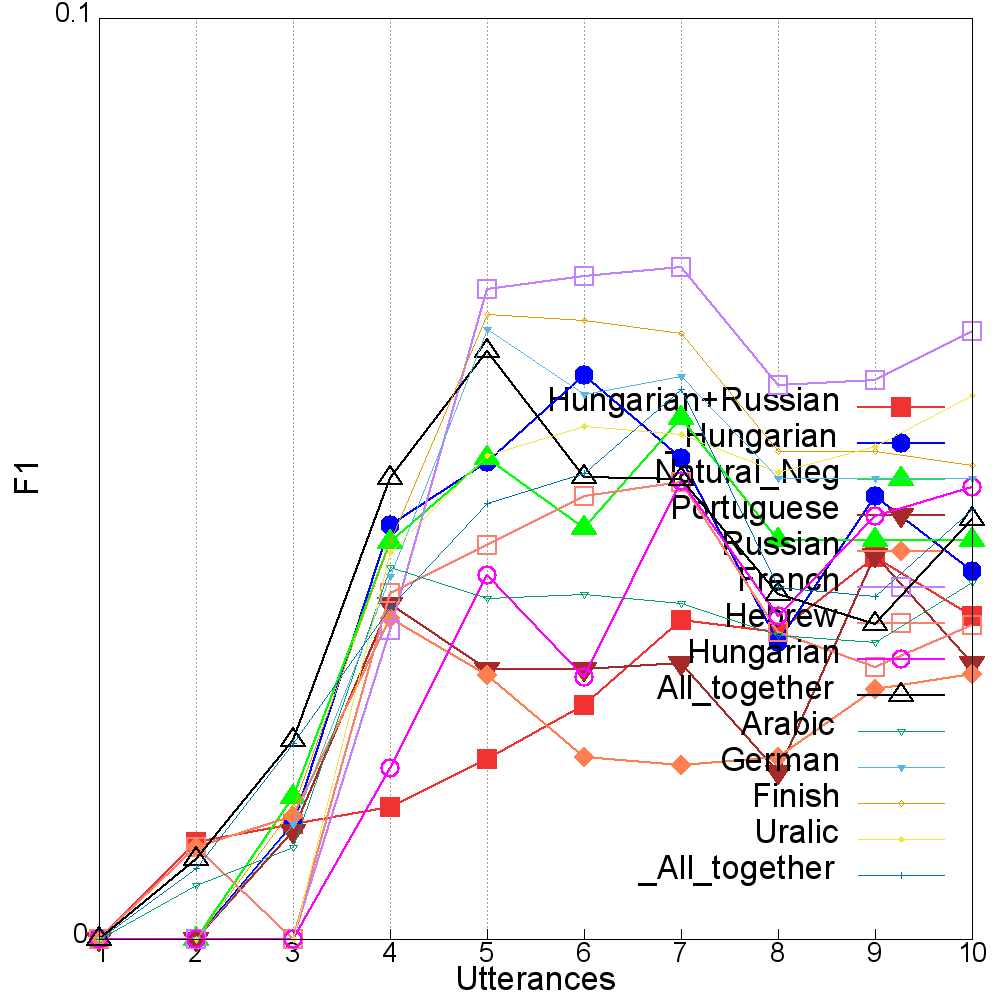 0.1
F1
Hungarian+Russian
Hungarian
Natural_Neg
Portuguese
Russian
French
Hebrew
Hungarian
All_together
Arabic
German
Finish
Uralic
_All_together
0
1 2 3 4 5 6 7 8 9 10
Utterances